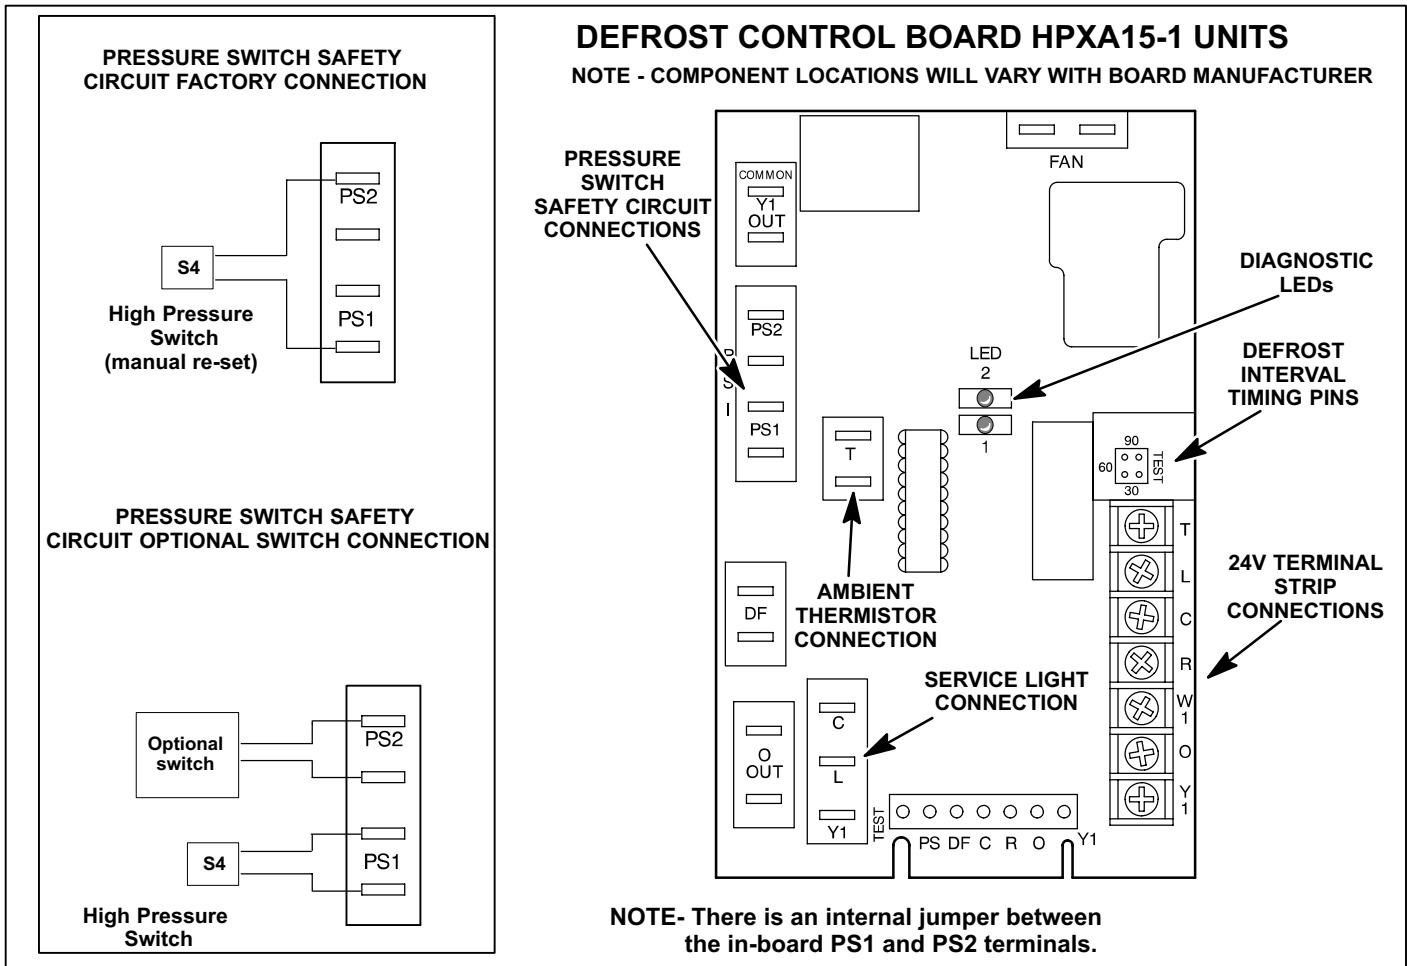 PRESSURE SWITCH SAFETY
CIRCUIT FACTORY CONNECTION
PS2
S4
PS1
High Pressure
Switch
(manual re-set)
PRESSURE SWITCH SAFETY
CIRCUIT OPTIONAL SWITCH CONNECTION
Optional
switch
PS2
S4
PS1
High Pressure
Switch
DEFROST CONTROL BOARD HPXA15-1 UNITS
NOTE - COMPONENT LOCATIONS WILL VARY WITH BOARD MANUFACTURER
PRESSURE
SWITCH
SAFETY CIRCUIT
CONNECTIONS
COMMON
Y1
OUT
FAN
DIAGNOSTIC
LEDs
PS2
P
S
I
PS1
LED
2
1
DEFROST
INTERVAL
TIMING PINS
90
60
30
TEST
T
AMBIENT
THERMISTOR
CONNECTION
T
L
C
R
W
1
O
Y
1
24V TERMINAL
STRIP
CONNECTIONS
DF
SERVICE LIGHT
CONNECTION
O
OUT
C
L
Y1
TEST
PS DF C R O Y1
NOTE- There is an internal jumper between
the in-board PS1 and PS2 terminals.